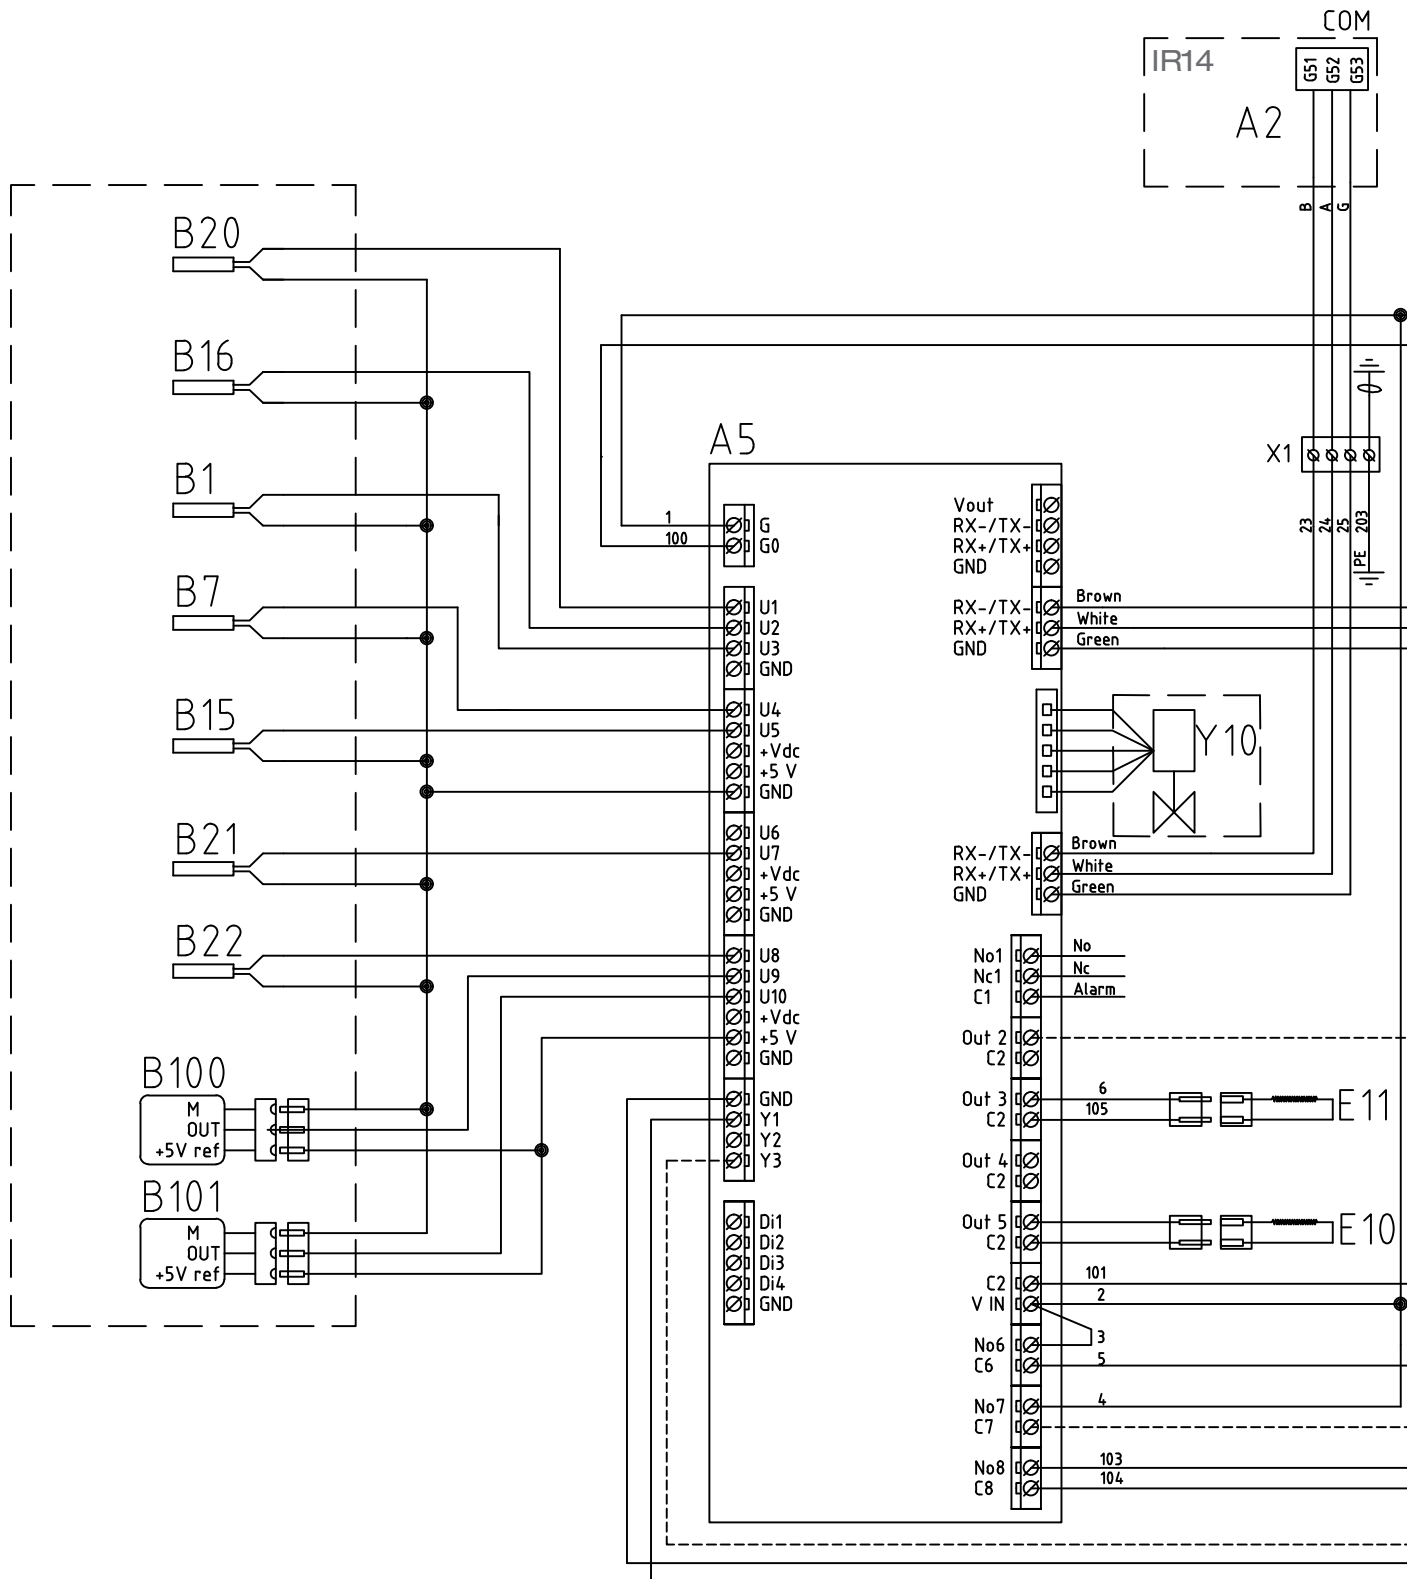 COM
IR14
G51
G52
G53
A2
B
A
G
B20
B16
B1
B7
B15
B21
B22
B100
M
OUT
+5V ref
B101
M
OUT
+5V ref
A5
1
100
G
G0
U1
U2
U3
GND
U4
U5
+Vdc
+5 V
GND
U6
U7
+Vdc
+5 V
GND
U8
U9
U10
+Vdc
+5 V
GND
GND
Y1
Y2
Y3
Di1
Di2
Di3
Di4
GND
Vout
RX-/TX-
RX+/TX+
GND
RX-/TX-
RX+/TX+
GND
Brown
White
Green
X1
23
24
25
203
PE
Y10
RX-/TX-
RX+/TX+
GND
Brown
White
Green
No1
Nc1
C1
No
Nc
Alarm
Out 2
C2
Out 3
C2
6
105
E11
Out 4
C2
Out 5
C2
E10
C2
V IN
101
2
No6
C6
3
5
No7
C7
4
No8
C8
103
104